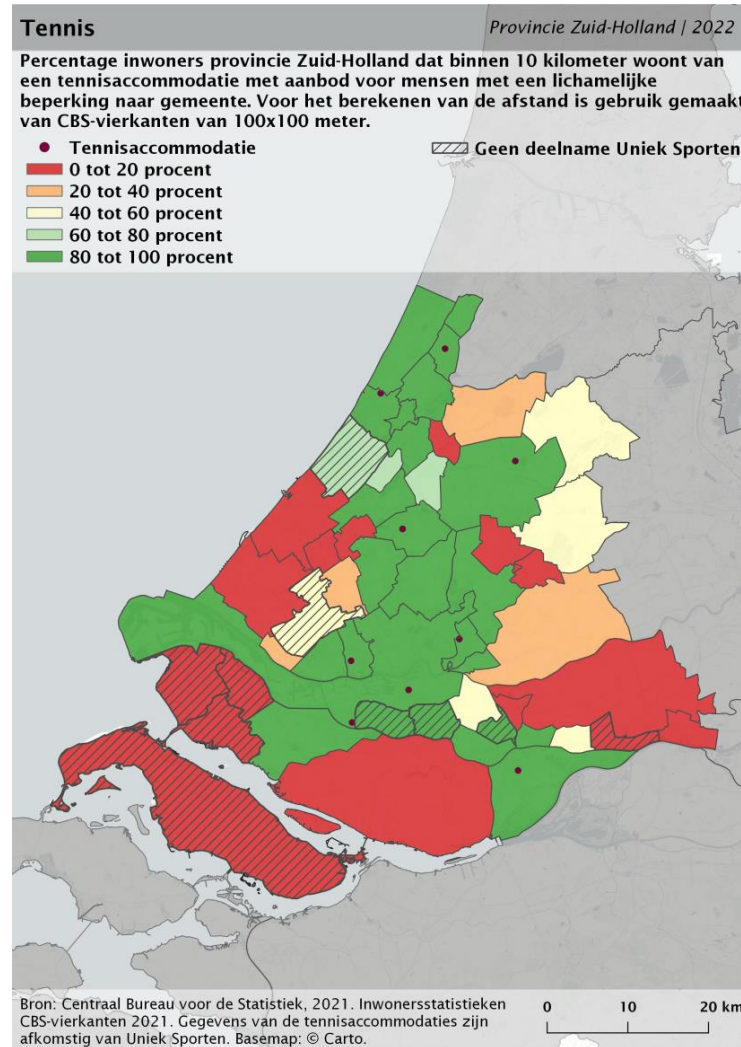 Tennis
Provincie Zuid-Holland | 2022
Percentage inwoners provincie Zuid-Holland dat binnen 10 kilometer woont van
een tennisaccommodatie met aanbod voor mensen met een lichamelijke
beperking naar gemeente. Voor het berekenen van de afstand is gebruik gemaakt
van CBS-vierkanten van 100x100 meter.
Tennisaccommodatie
Geen deelname Uniek Sporten
0 tot 20 procent
20 tot 40 procent
40 tot 60 procent
60 tot 80 procent
80 tot 100 procent
Bron: Centraal Bureau voor de Statistiek, 2021. Inwonersstatistieken
CBS-vierkanten 2021. Gegevens van de tennisaccommodaties zijn
afkomstig van Uniek Sporten. Basemap: © Carto.
0 10 20 km